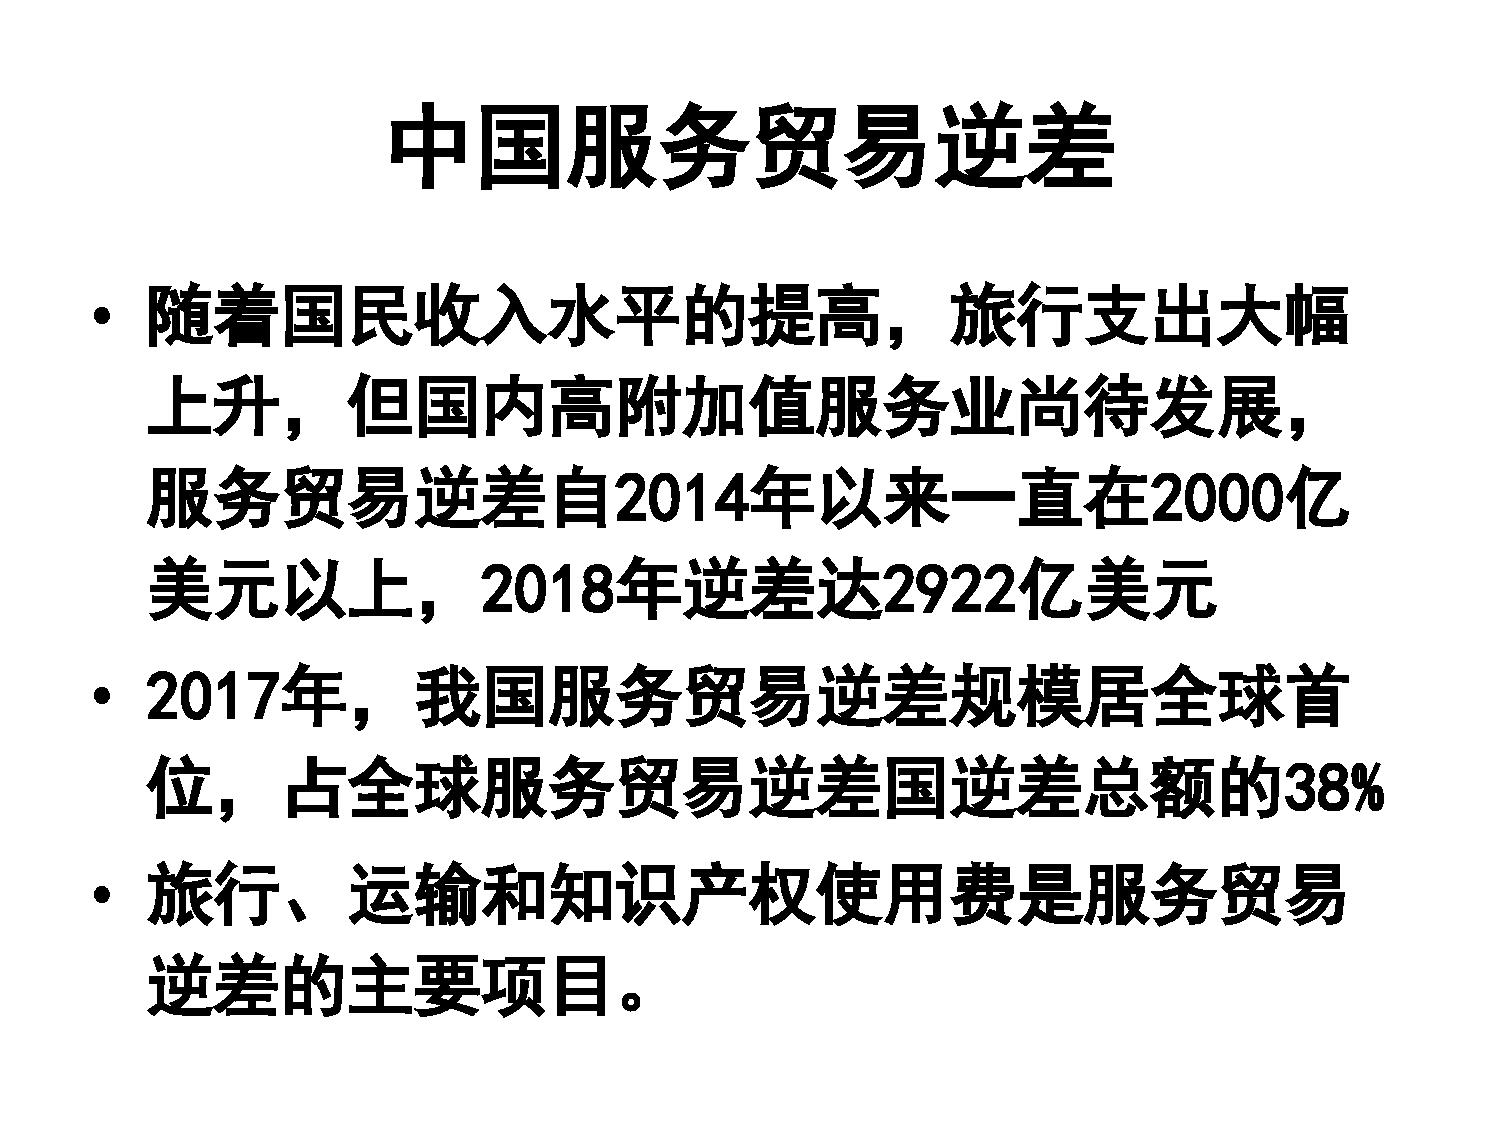 中国服务贸易逆差
• 随着国民收入水平的提高，旅行支出大幅
上升，但国内高附加值服务业尚待发展，
服务贸易逆差自2014年以来一直在2000亿
美元以上，2018年逆差达2922亿美元
• 2017年，我国服务贸易逆差规模居全球首
位，占全球服务贸易逆差国逆差总额的38%
• 旅行、运输和知识产权使用费是服务贸易
逆差的主要项目。